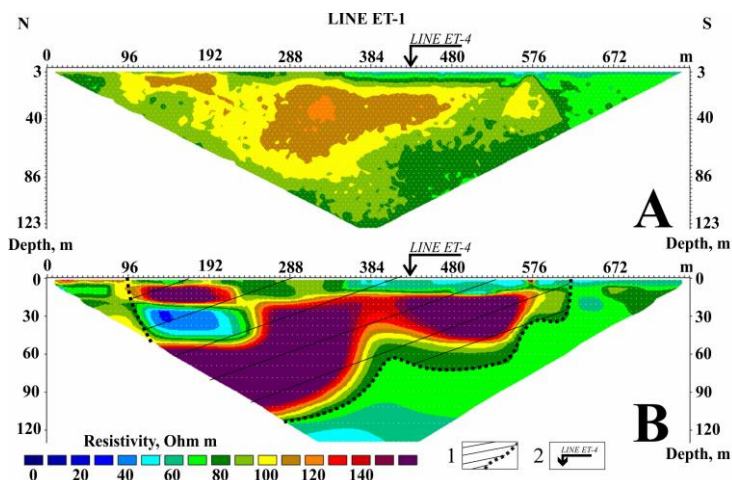 N LINE ET-1 S
LINE ET-4
0 96 192 288 384 480 576 672 m
3 3
40 40
86 86
123 A 123
Depth, m Depth, m
LINE ET-4
96 192 288 384 480 576 672 m
0 0
30 30
60 60
90 90
120 B 120
Resistivity, Ohm m Depth, m
1 2 LINE ET-4
0 20 40 60 80 100 120 140